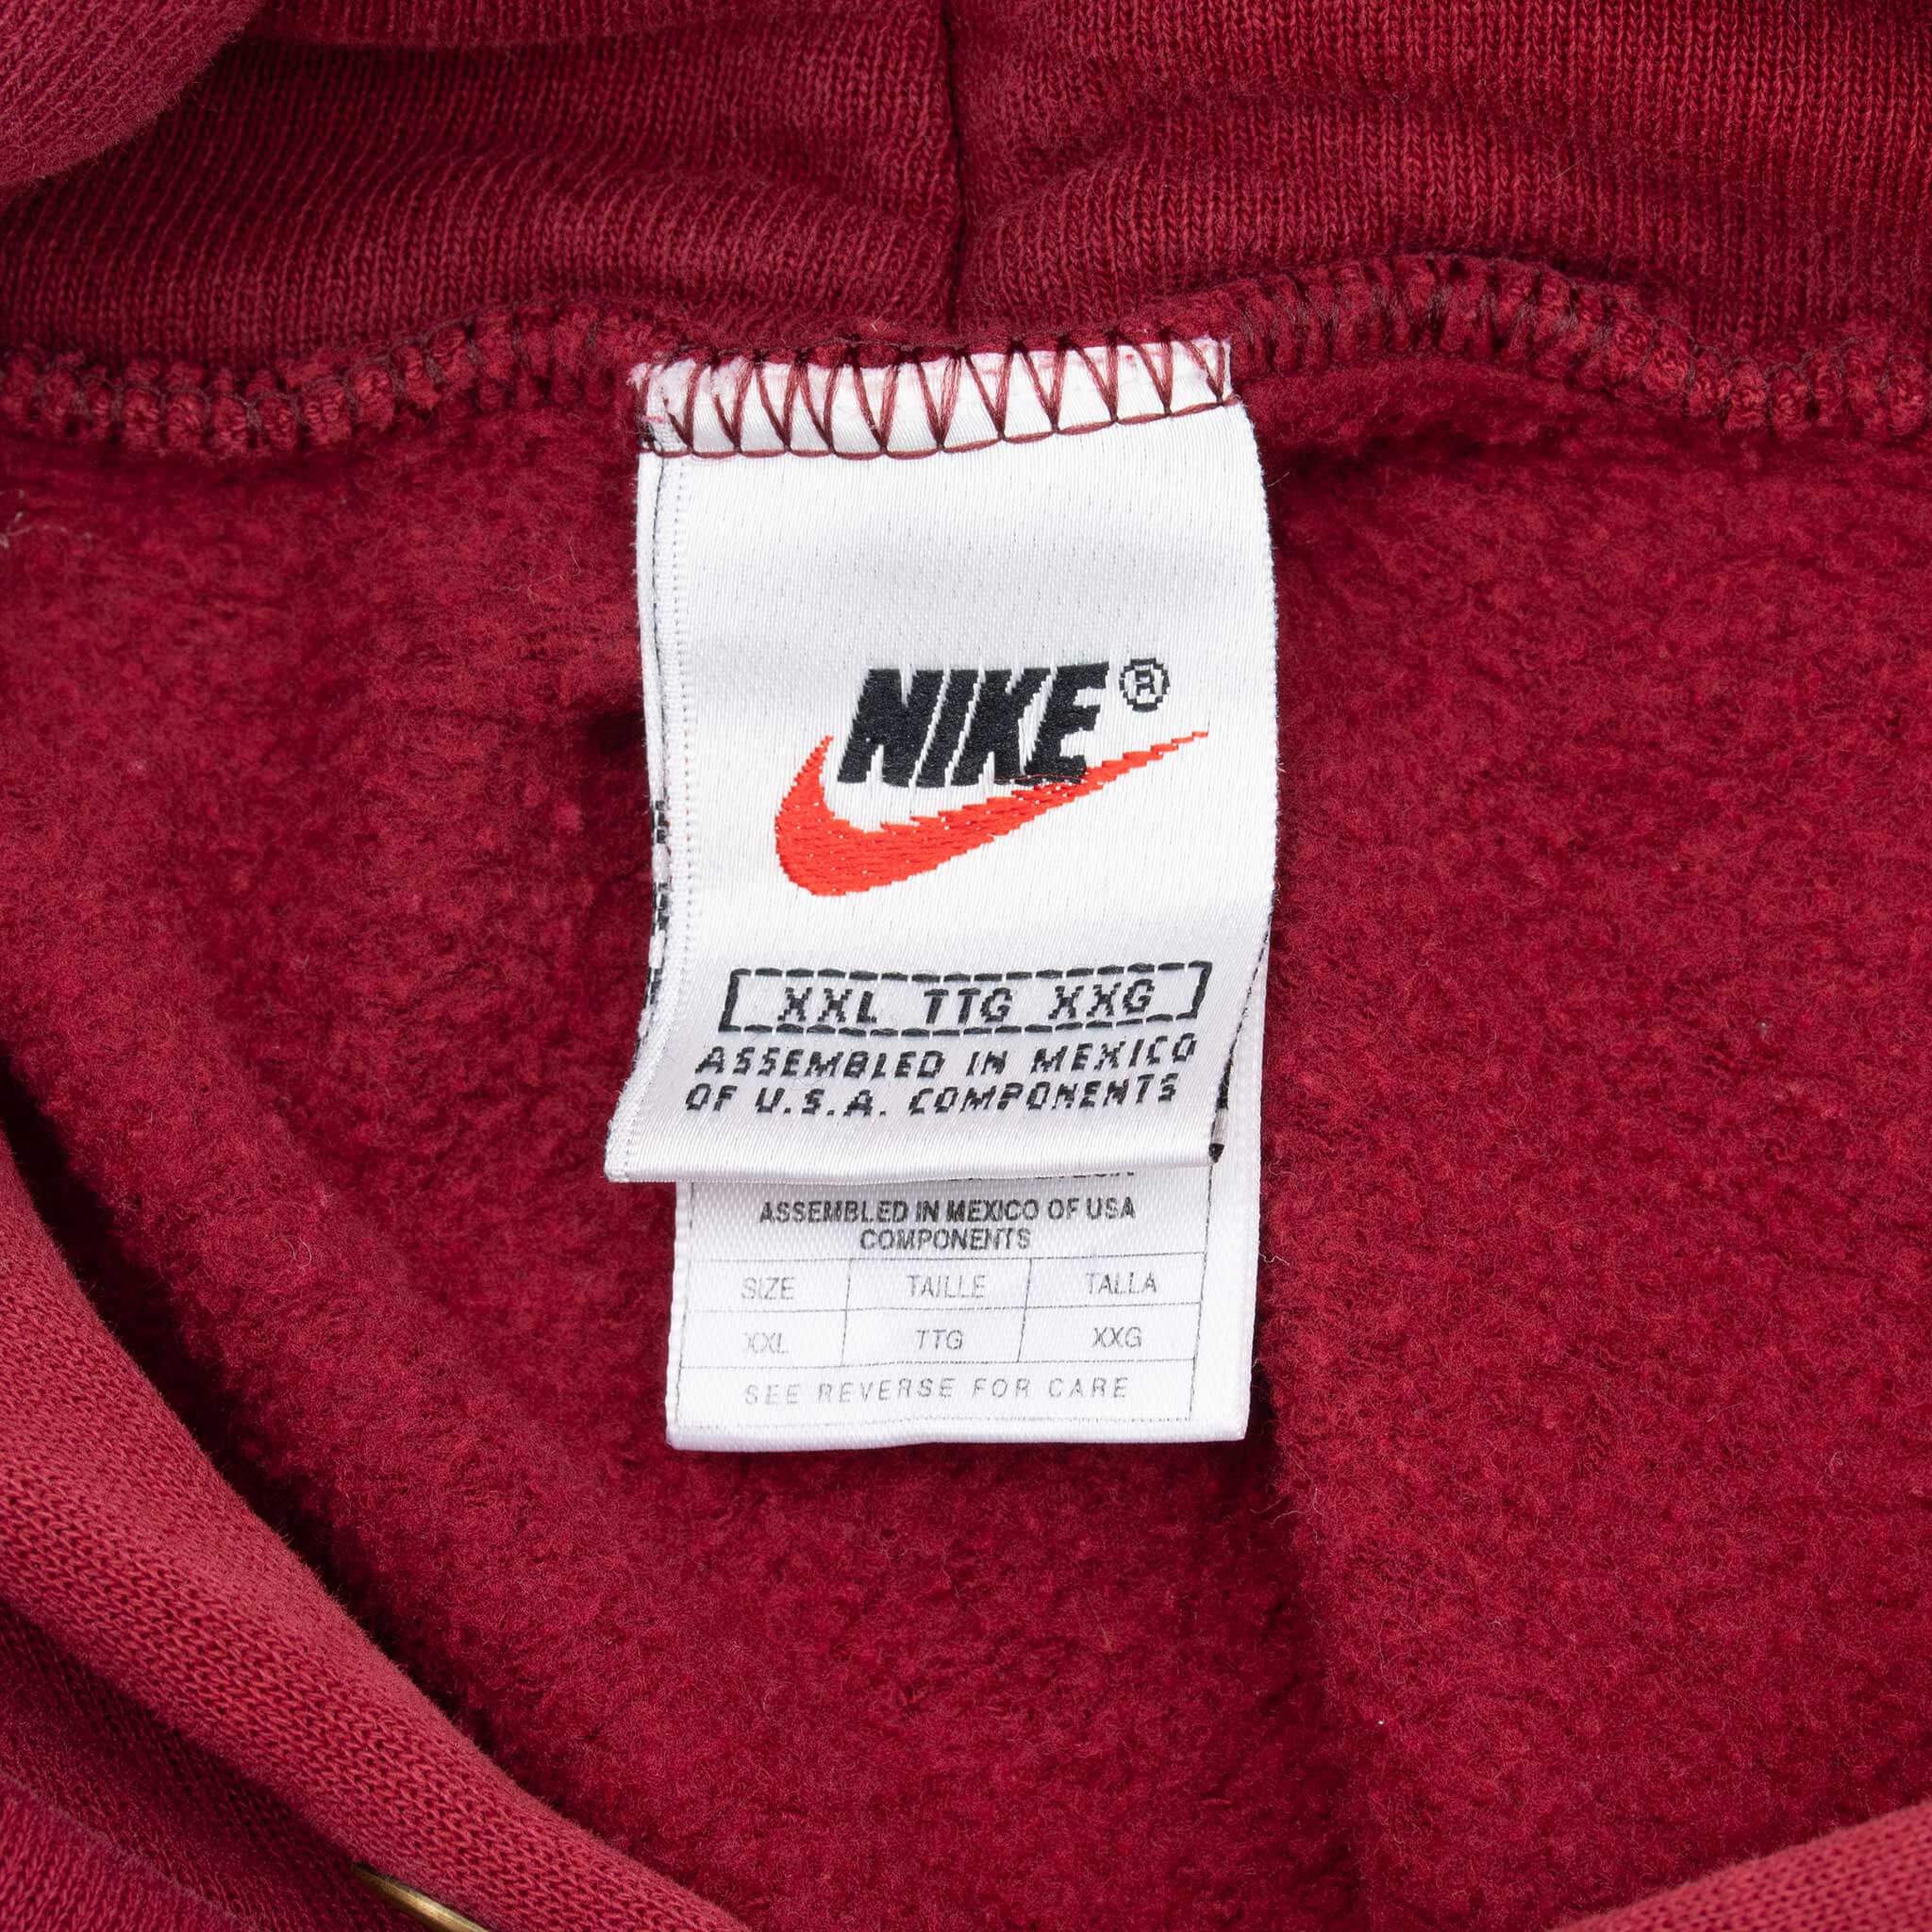 NIKE®
XXL TTG XXG
ASSEMBLED IN MEXICO
OF U.S.A. COMPONENTS
ASSEMBLED IN MEXICO OF USA
COMPONENTS
SIZE TAILLE TALLA
XXL TTG XXG
SEE REVERSE FOR CARE